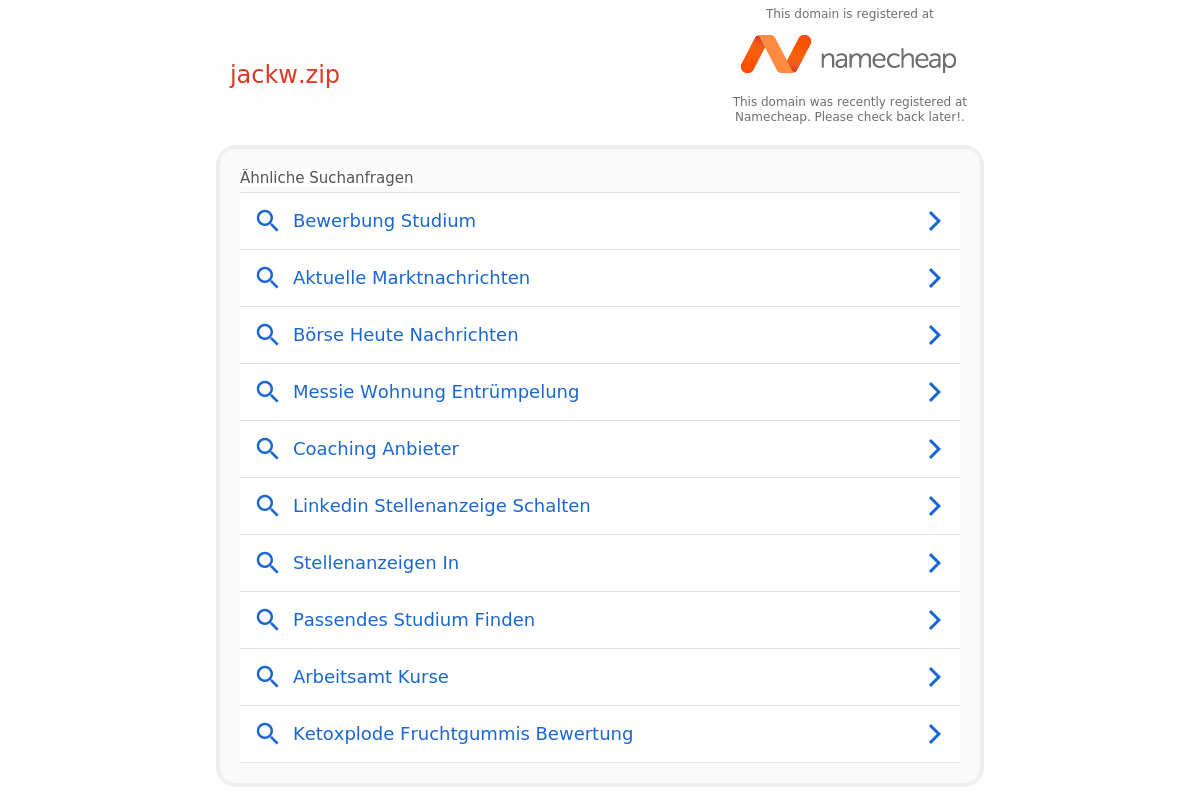 This domain is registered at
namecheap
jackw.zip
This domain was recently registered at
Namecheap. Please check back later!.
Ähnliche Suchanfragen
Bewerbung Studium
Aktuelle Marktnachrichten
Börse Heute Nachrichten
Messie Wohnung Entrümpelung
Coaching Anbieter
Linkedin Stellenanzeige Schalten
Stellenanzeigen In
Passendes Studium Finden
Arbeitsamt Kurse
Ketoxplode Fruchtgummis Bewertung